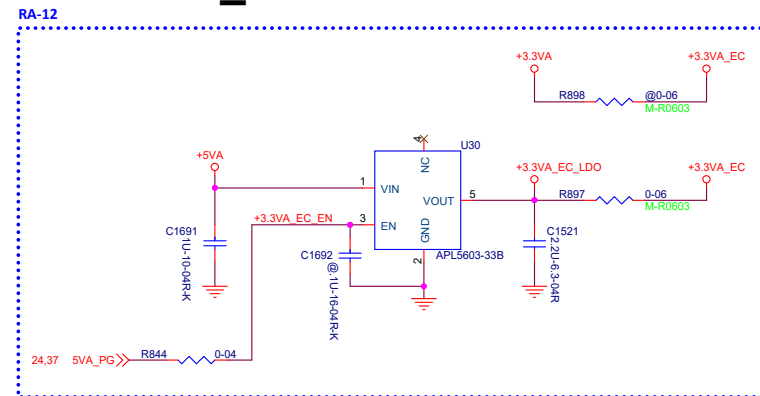 RA-12
+3.3VA
+3.3VA_EC
R898
@0-06
M-R0603
+5VA
4
NC
U30
1
VIN
VOUT
5
+3.3VA_EC_LDO
R897
0-06
M-R0603
+3.3VA_EC
+3.3VA_EC_EN
3
EN
GND
2
APL5603-33B
C1691
1U-10-04R-K
C1692
@.1U-16-04R-K
C1521
2.2U-6.3-04R
24,37
5VA_PG
R844
0-04